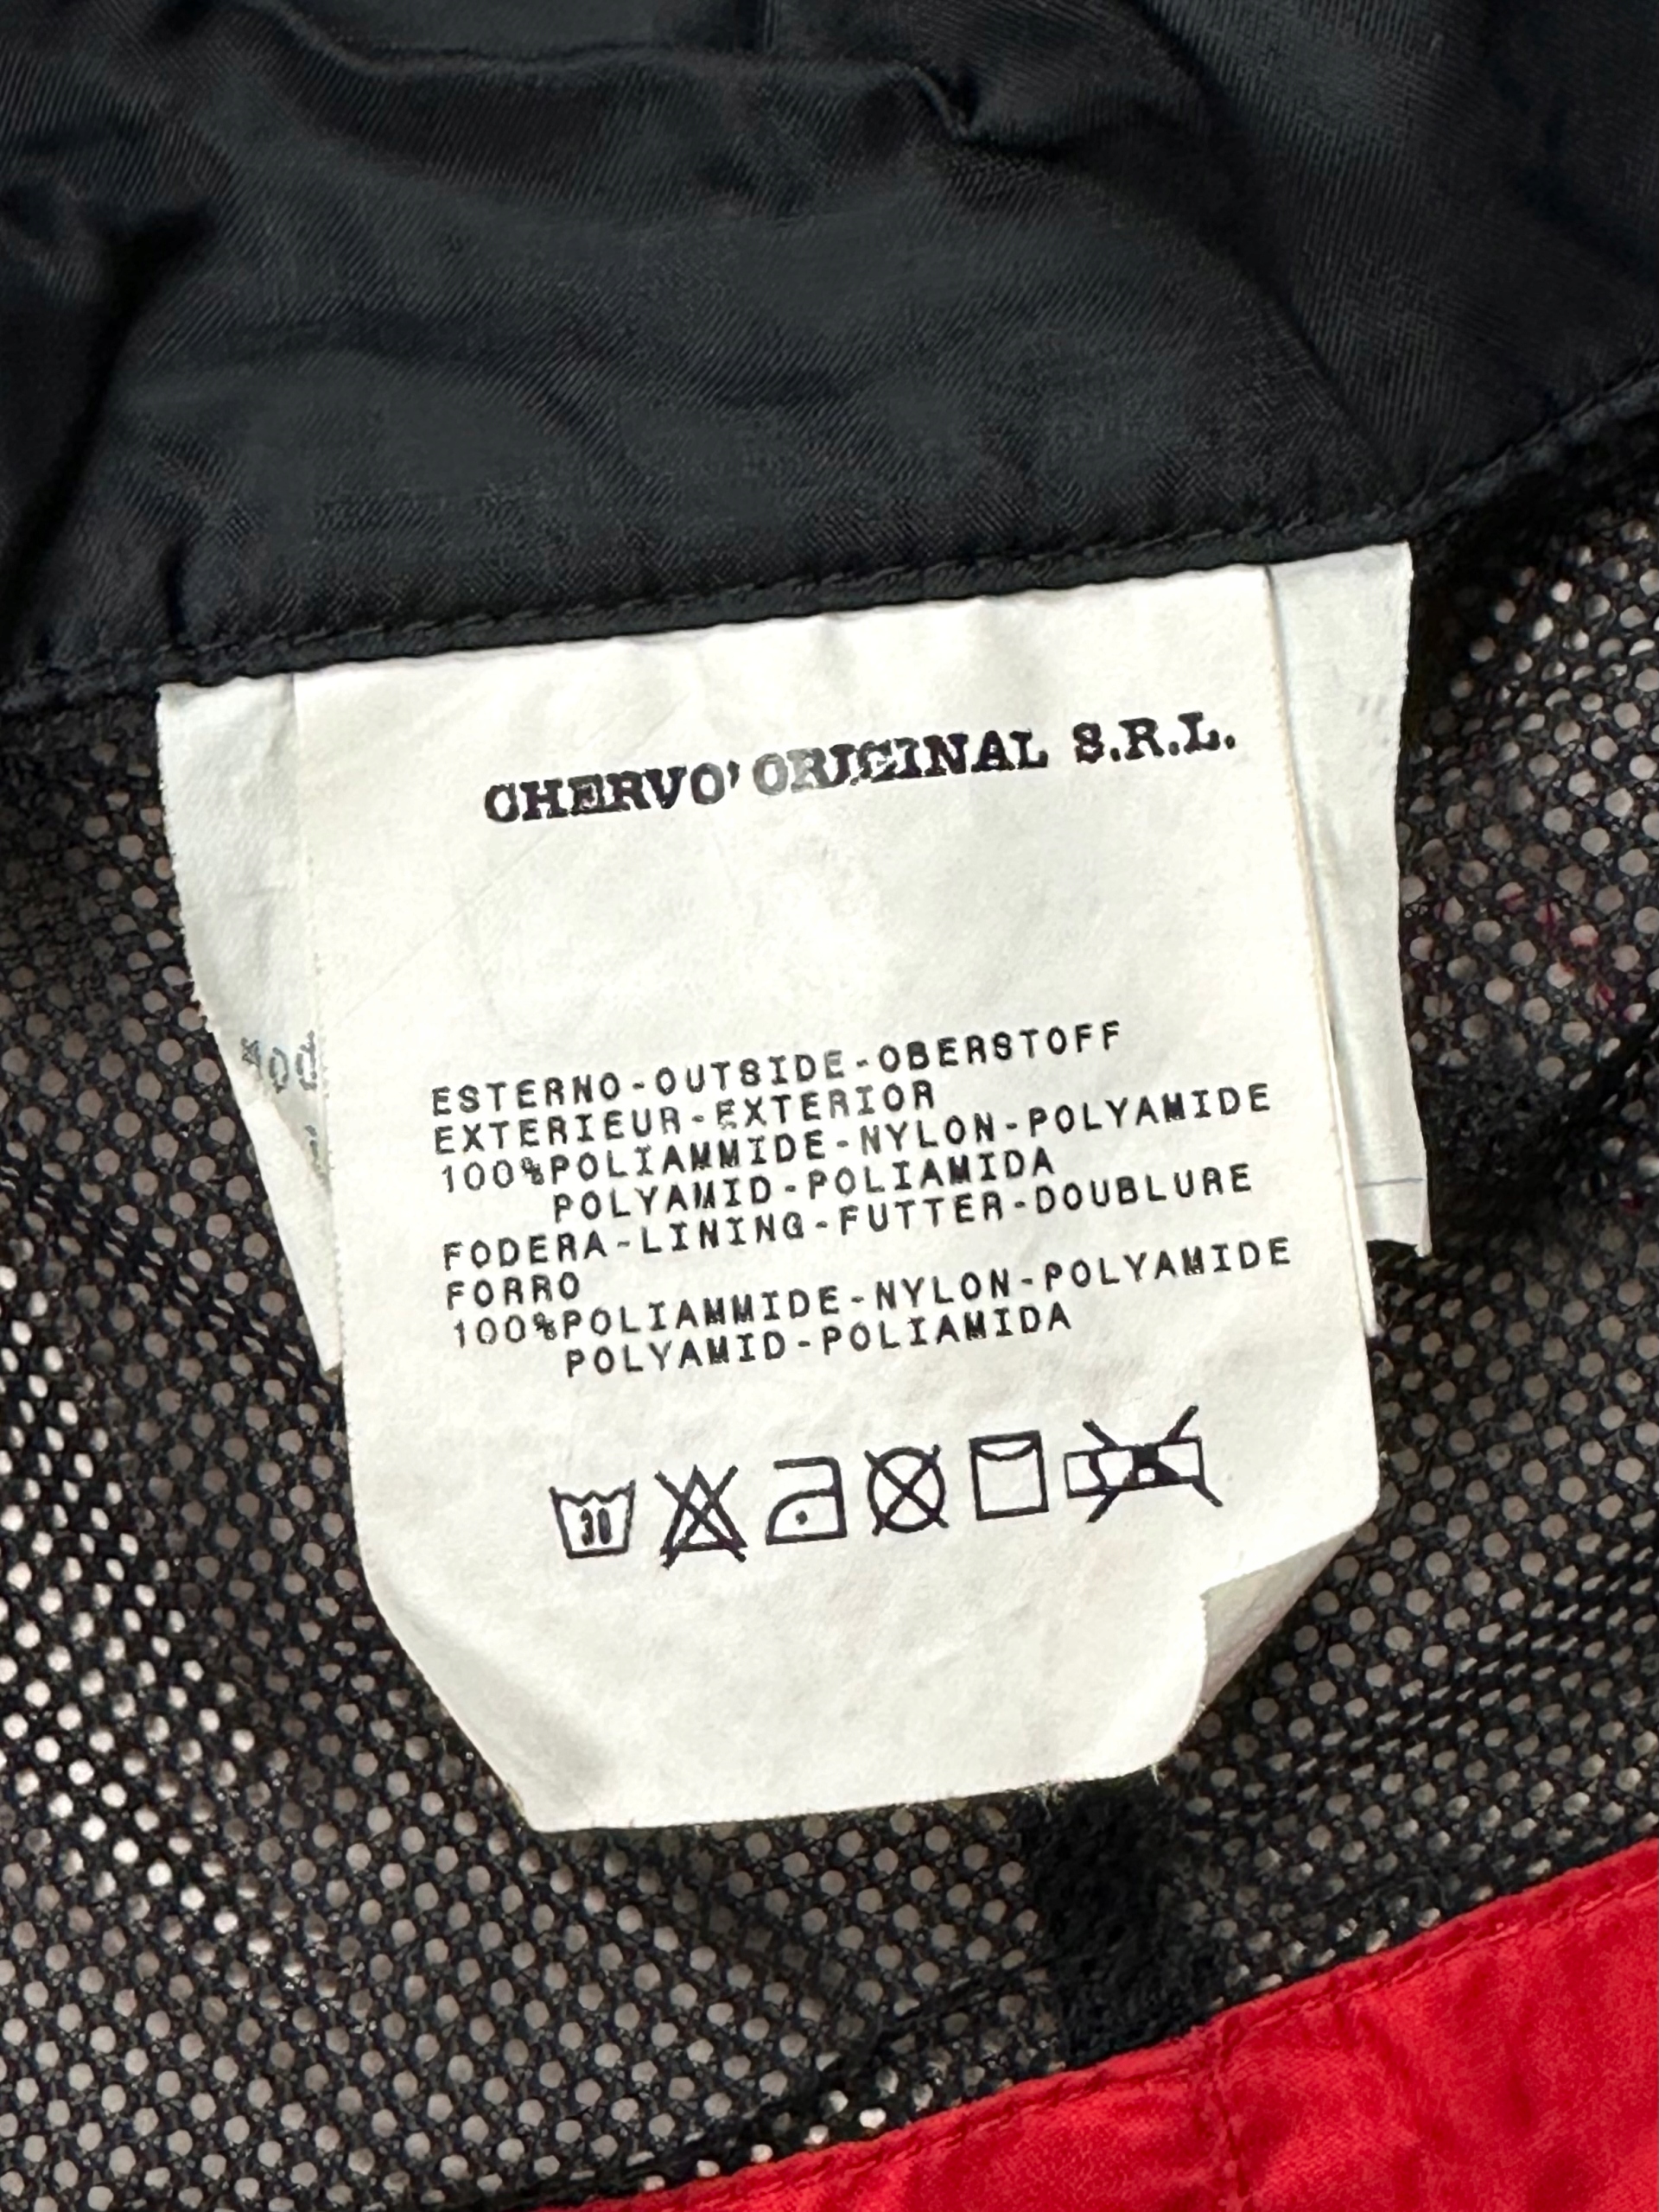 CHERVO' ORIGINAL S.R.L.
ESTERNO-OUTSIDE-OBERSTOFF
EXTERIEUR-EXTERIOR
100%POLIAMMIDE-NYLON-POLYAMIDE
POLYAMID-POLIAMIDA
FODERA-LINING-FUTTER-DOUBLURE
FORRO
100%POLIAMMIDE-NYLON-POLYAMIDE
POLYAMID-POLIAMIDA
30